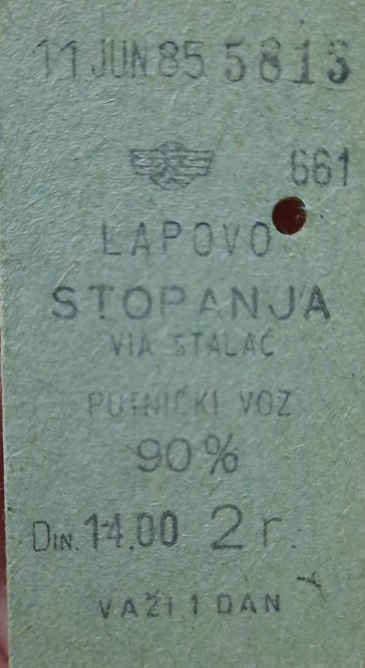 11 JUN 85 5813
661
LAPOVO
STOPANJA
VIA STALAĆ
PUTNIČKI VOZ
90%
DIN. 14.00 2 r.
VAŽI 1 DAN